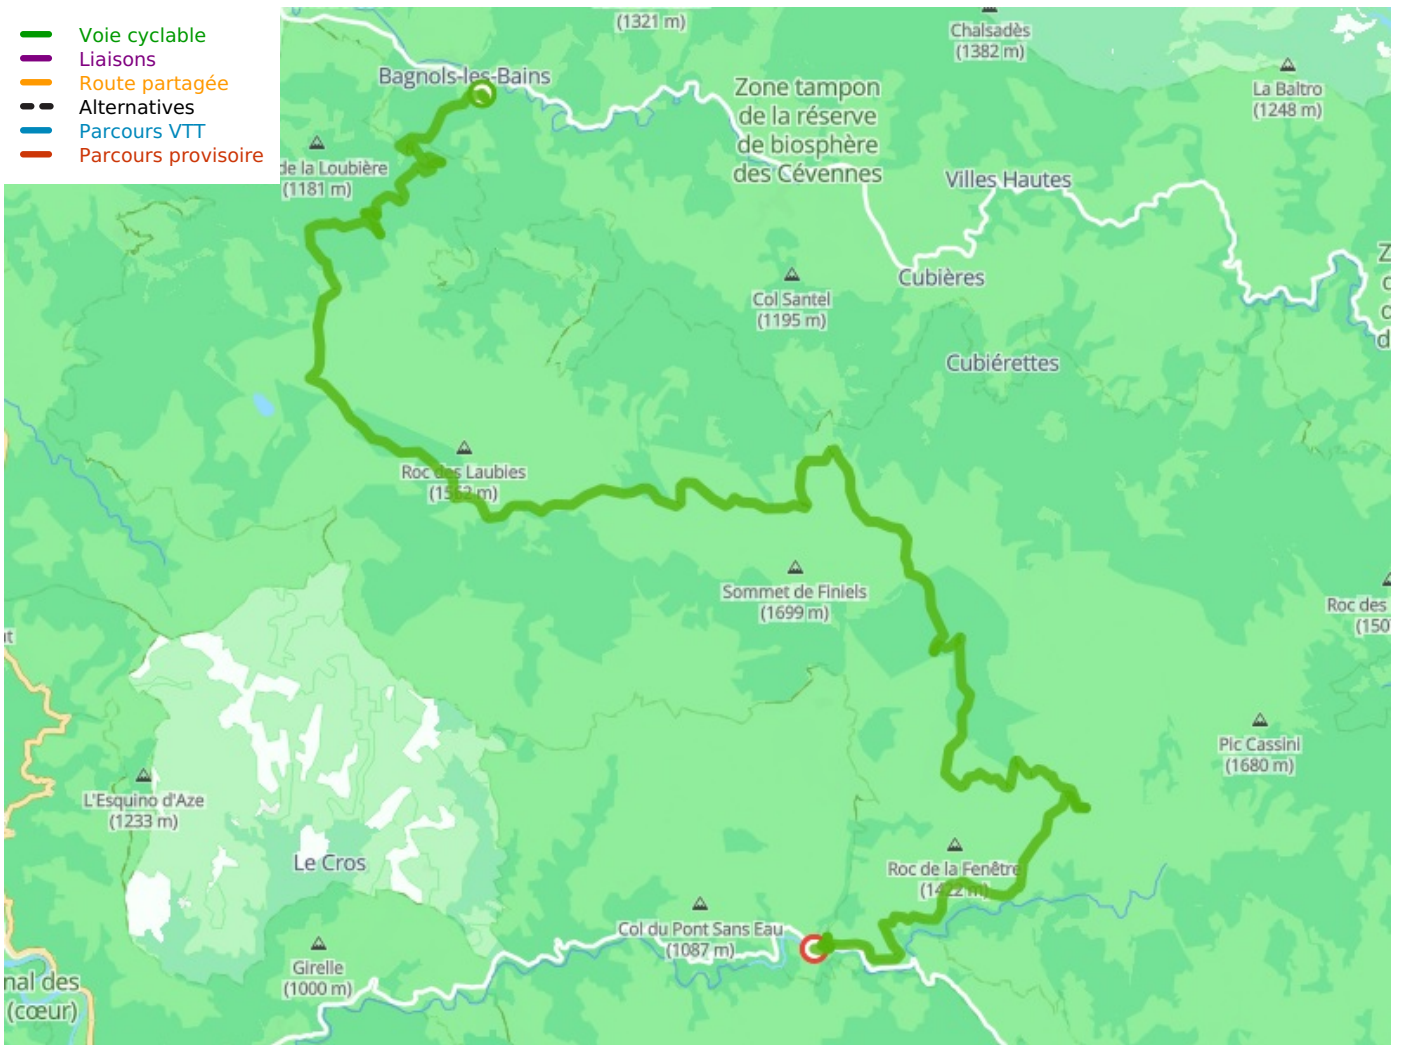 Voie cyclable
Liaisons
Route partagée
Alternatives
Parcours VTT
Parcours provisoire
(1321 m)
Chalsadès
(1382 m)
Bagnols-les-Bains
Zone tampon
de la réserve
de biosphère
des Cévennes
La Baltro
(1248 m)
de la Loubière
(1181 m)
Villes Hautes
Cubières
Col Santel
(1195 m)
Cubiérettes
Roc des Laubies
(1562 m)
Sommet de Finiels
(1699 m)
Roc des
(150
Pic Cassini
(1680 m)
L'Esquino d'Aze
(1233 m)
Le Cros
Roc de la Fenêtre
(1422 m)
Col du Pont Sans Eau
(1087 m)
Girelle
(1000 m)
nal des
(cœur)